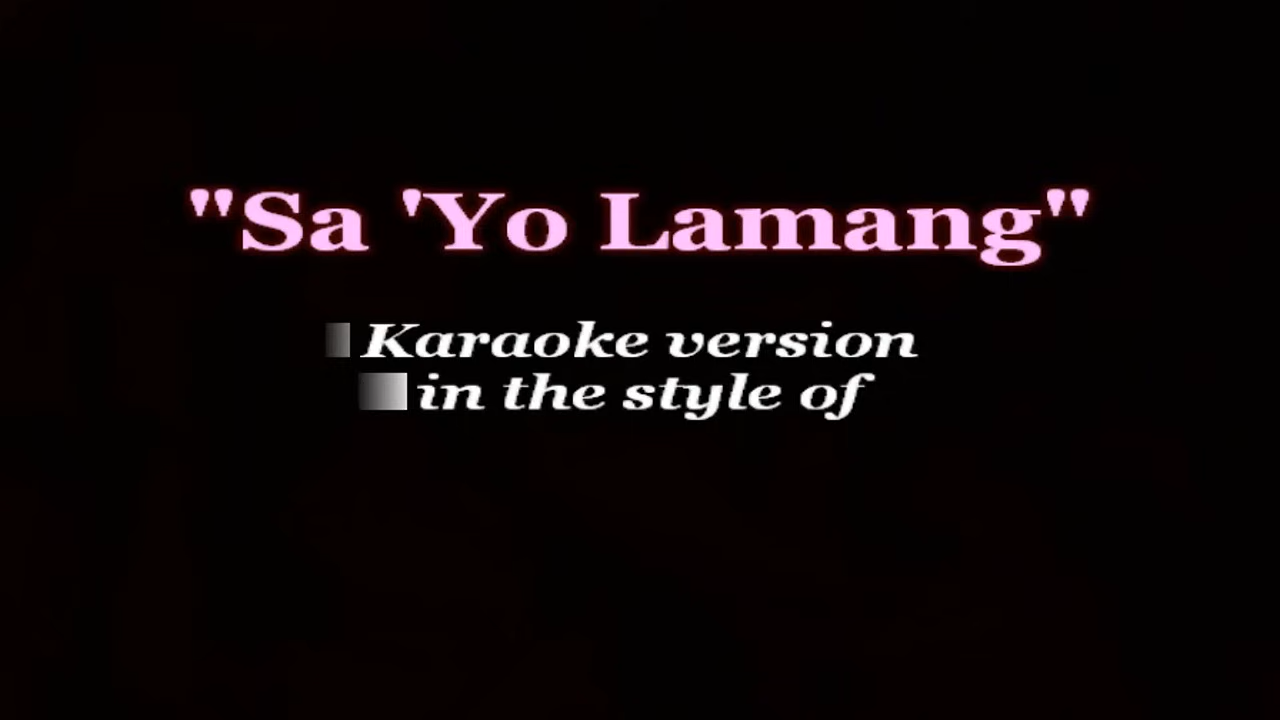 "Sa 'Yo Lamang"
Karaoke version
in the style of